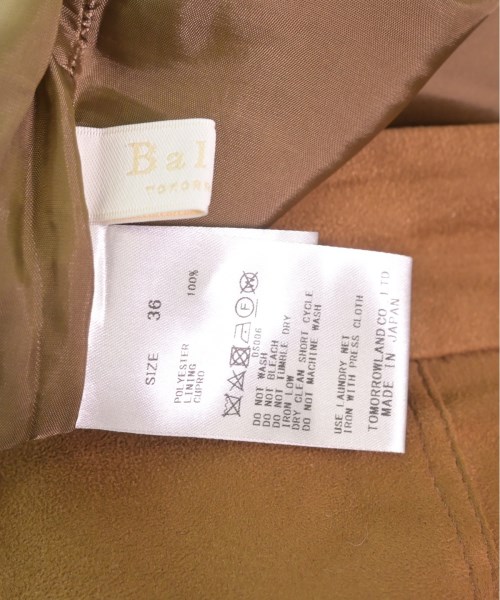 Bal
TOMORR
SIZE 36
POLYESTER 100%
LINING
CUPRO
05006
DO NOT WASH
DO NOT BLEACH
DO NOT TUMBLE DRY
IRON LOW
DRY CLEAN SHORT CYCLE
DO NOT MACHINE WASH
USE LAUNDRY NET
IRON WITH PRESS CLOTH
TOMORROWLAND CO., LTD
MADE IN JAPAN